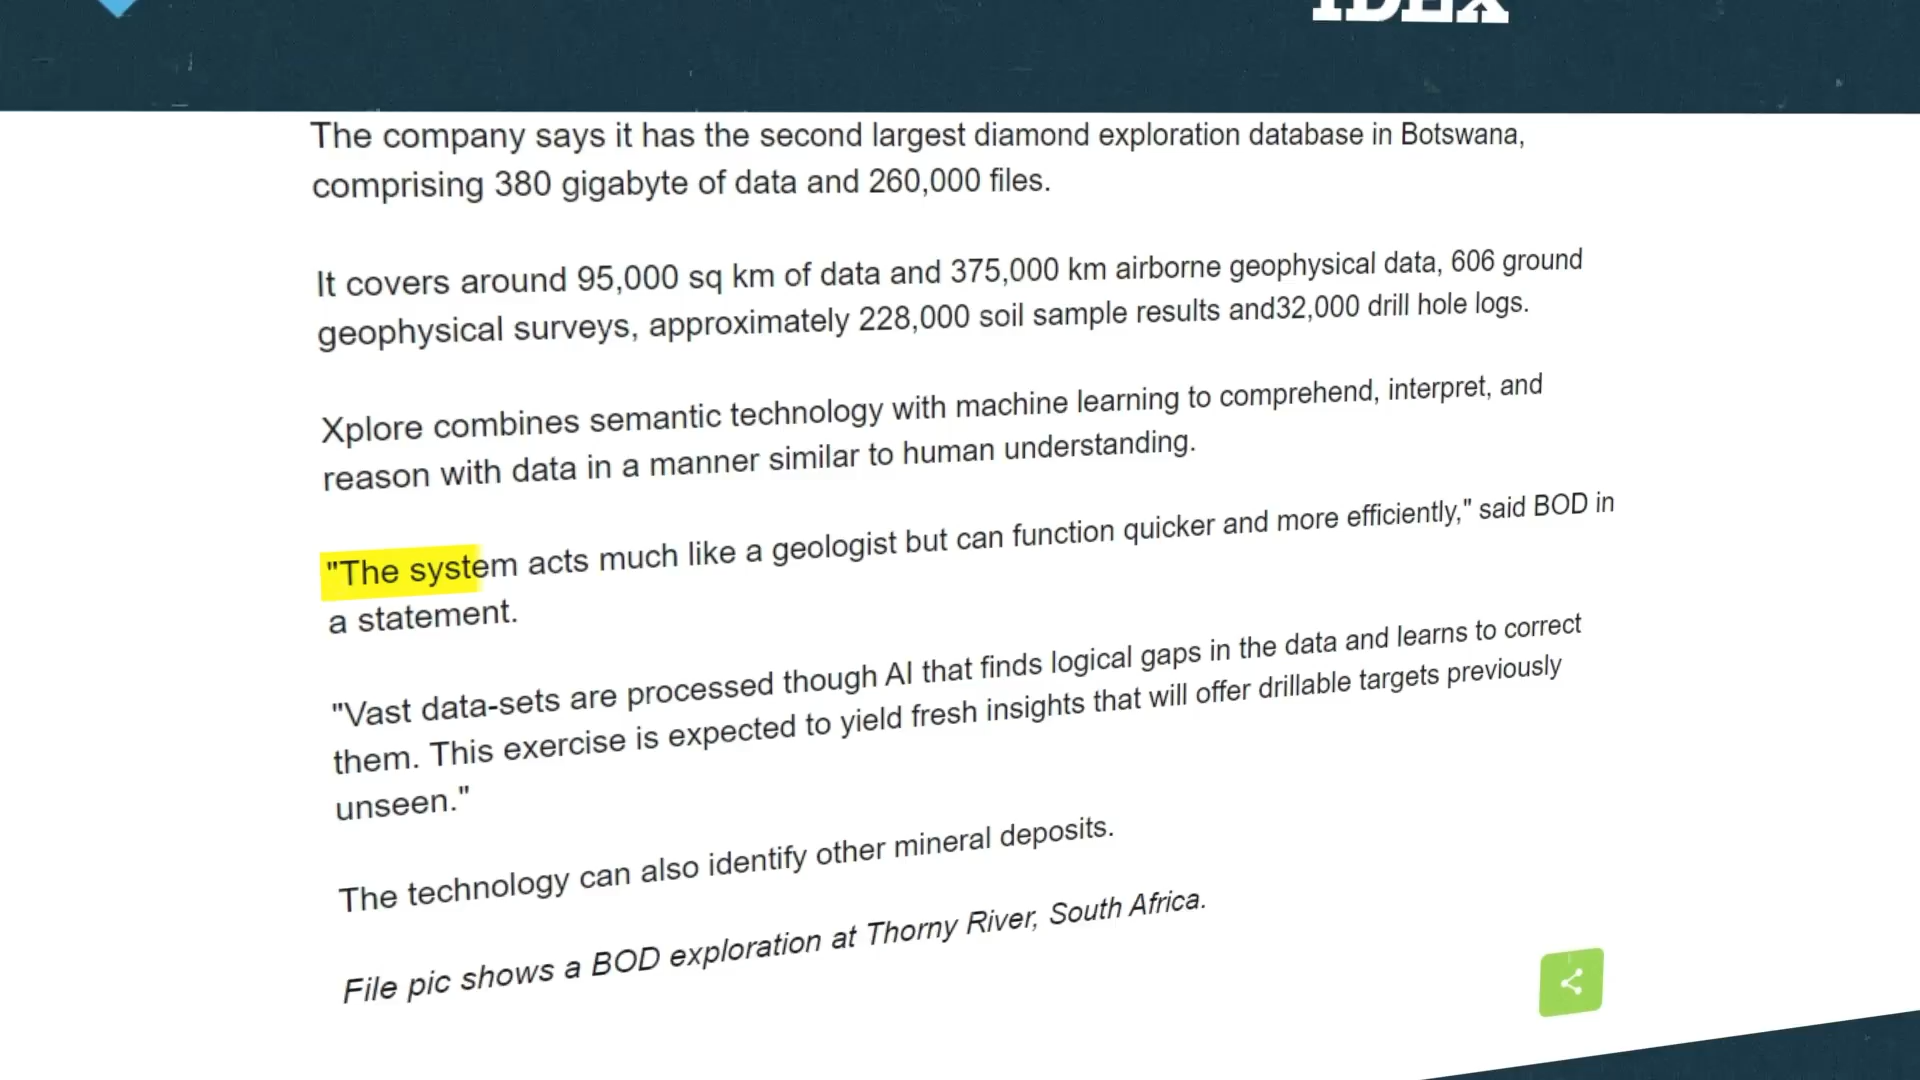 IDEX
The company says it has the second largest diamond exploration database in Botswana,
comprising 380 gigabyte of data and 260,000 files.
It covers around 95,000 sq km of data and 375,000 km airborne geophysical data, 606 ground
geophysical surveys, approximately 228,000 soil sample results and32,000 drill hole logs.
Xplore combines semantic technology with machine learning to comprehend, interpret, and
reason with data in a manner similar to human understanding.
"The system acts much like a geologist but can function quicker and more efficiently," said BOD in
a statement.
"Vast data-sets are processed though AI that finds logical gaps in the data and learns to correct
them. This exercise is expected to yield fresh insights that will offer drillable targets previously
unseen."
The technology can also identify other mineral deposits.
File pic shows a BOD exploration at Thorny River, South Africa.